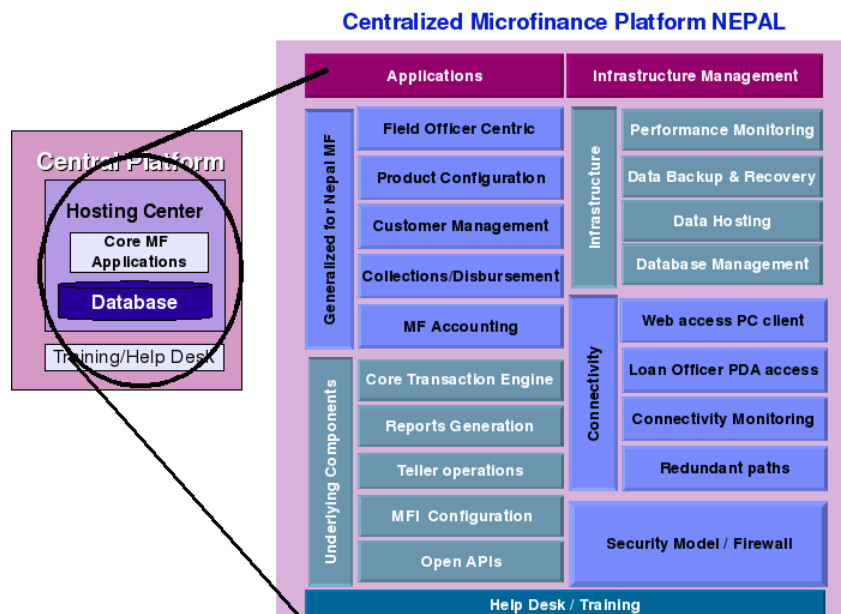 Centralized Microfinance Platform NEPAL
Applications
Infrastructure Management
Central Platform
Hosting Center
Core MF
Applications
Database
Training/Help Desk
Generalized for Nepal MF
Field Officer Centric
Product Configuration
Customer Management
Collections/Disbursement
MF Accounting
Underlying Components
Core Transaction Engine
Reports Generation
Teller operations
MFI Configuration
Open APIs
Infrastructure
Performance Monitoring
Data Backup & Recovery
Data Hosting
Database Management
Connectivity
Web access PC client
Loan Officer PDA access
Connectivity Monitoring
Redundant paths
Security Model / Firewall
Help Desk / Training